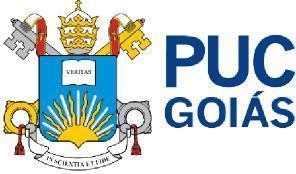 VERITAS
PUC
GOIÁS
IN SCIENTIA ET FIDE